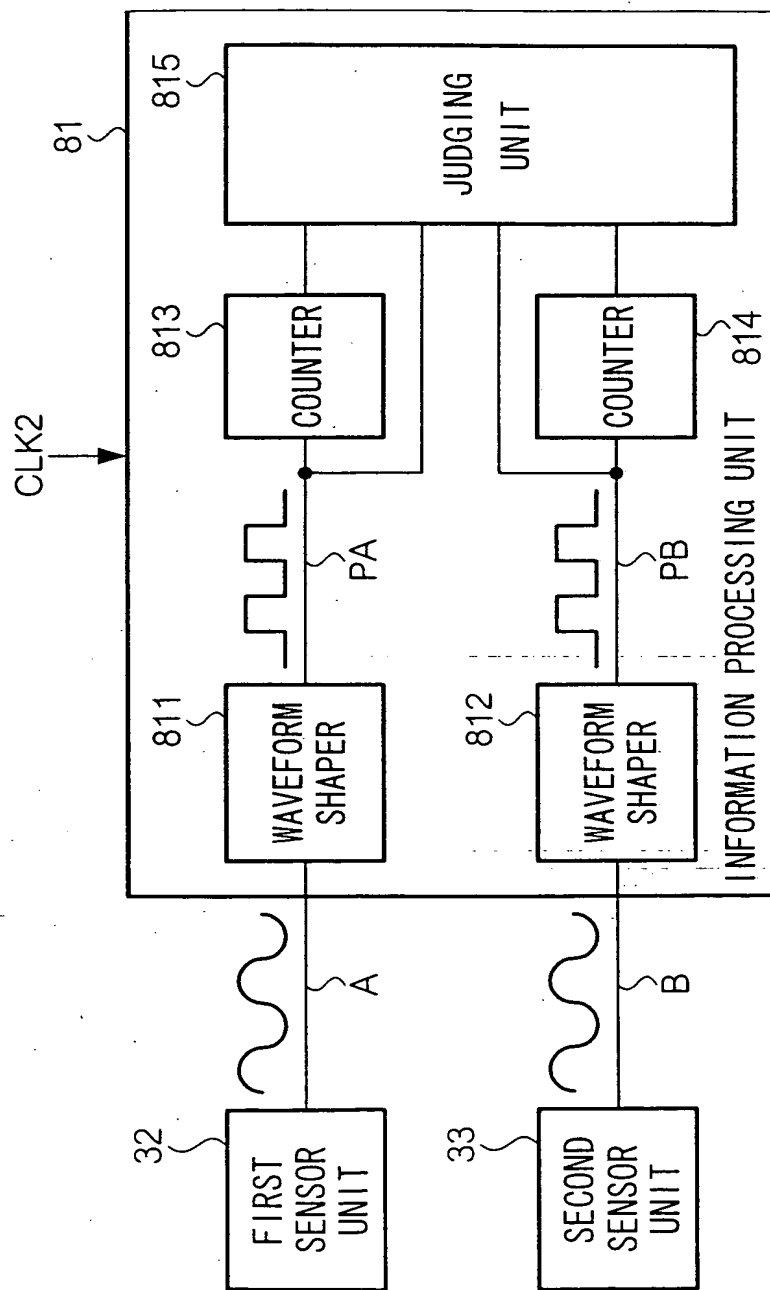 CLK2
81
32
FIRST
SENSOR
UNIT
A
811
WAVEFORM
SHAPER
PA
813
COUNTER
815
JUDGING
UNIT
33
SECOND
SENSOR
UNIT
B
812
WAVEFORM
SHAPER
PB
COUNTER
814
INFORMATION PROCESSING UNIT